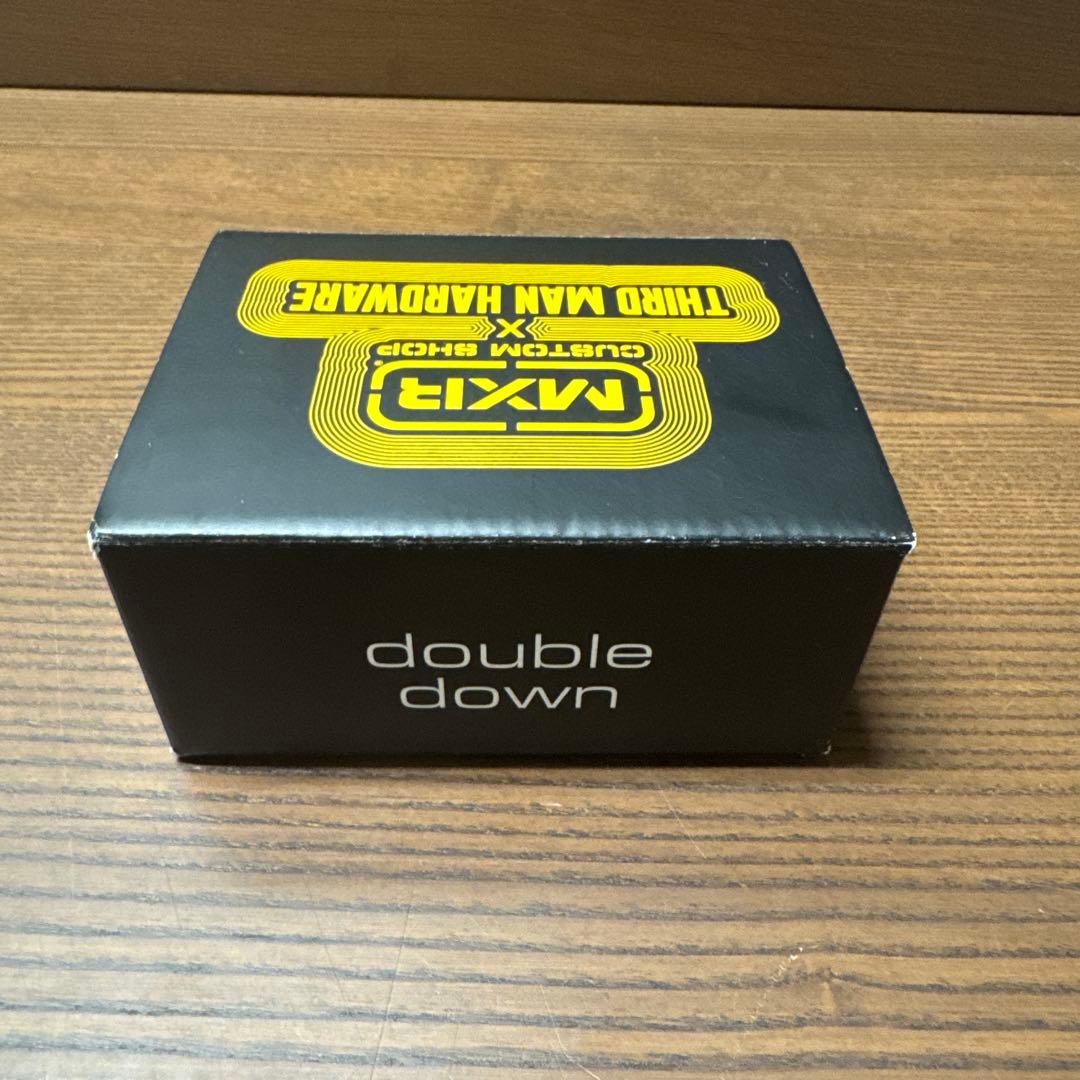 MXR®
CUSTOM SHOP
X
THIRD MAN HARDWARE
double
down